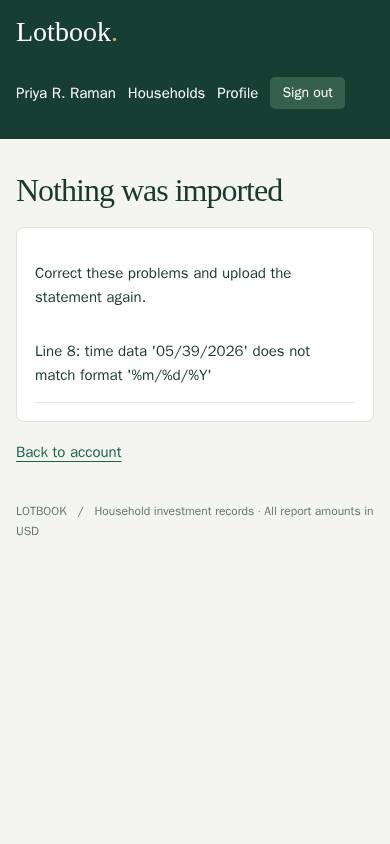 Lotbook.
Priya R. Raman Households Profile Sign out
Nothing was imported
Correct these problems and upload the
statement again.
Line 8: time data '05/39/2026' does not
match format '%m/%d/%Y'
Back to account
LOTBOOK / Household investment records · All report amounts in
USD